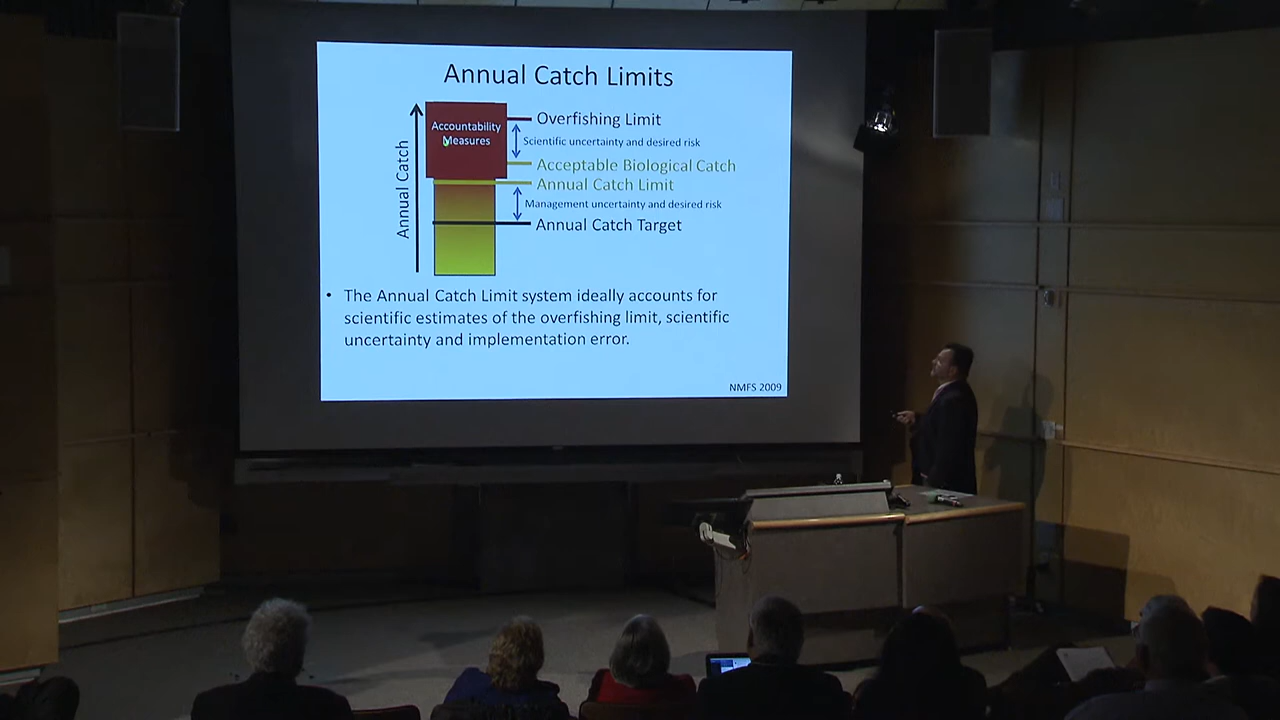 Annual Catch Limits
Annual Catch
Accountability
Measures
Overfishing Limit
Scientific uncertainty and desired risk
Acceptable Biological Catch
Annual Catch Limit
Management uncertainty and desired risk
Annual Catch Target
• The Annual Catch Limit system ideally accounts for
scientific estimates of the overfishing limit, scientific
uncertainty and implementation error.
NMFS 2009